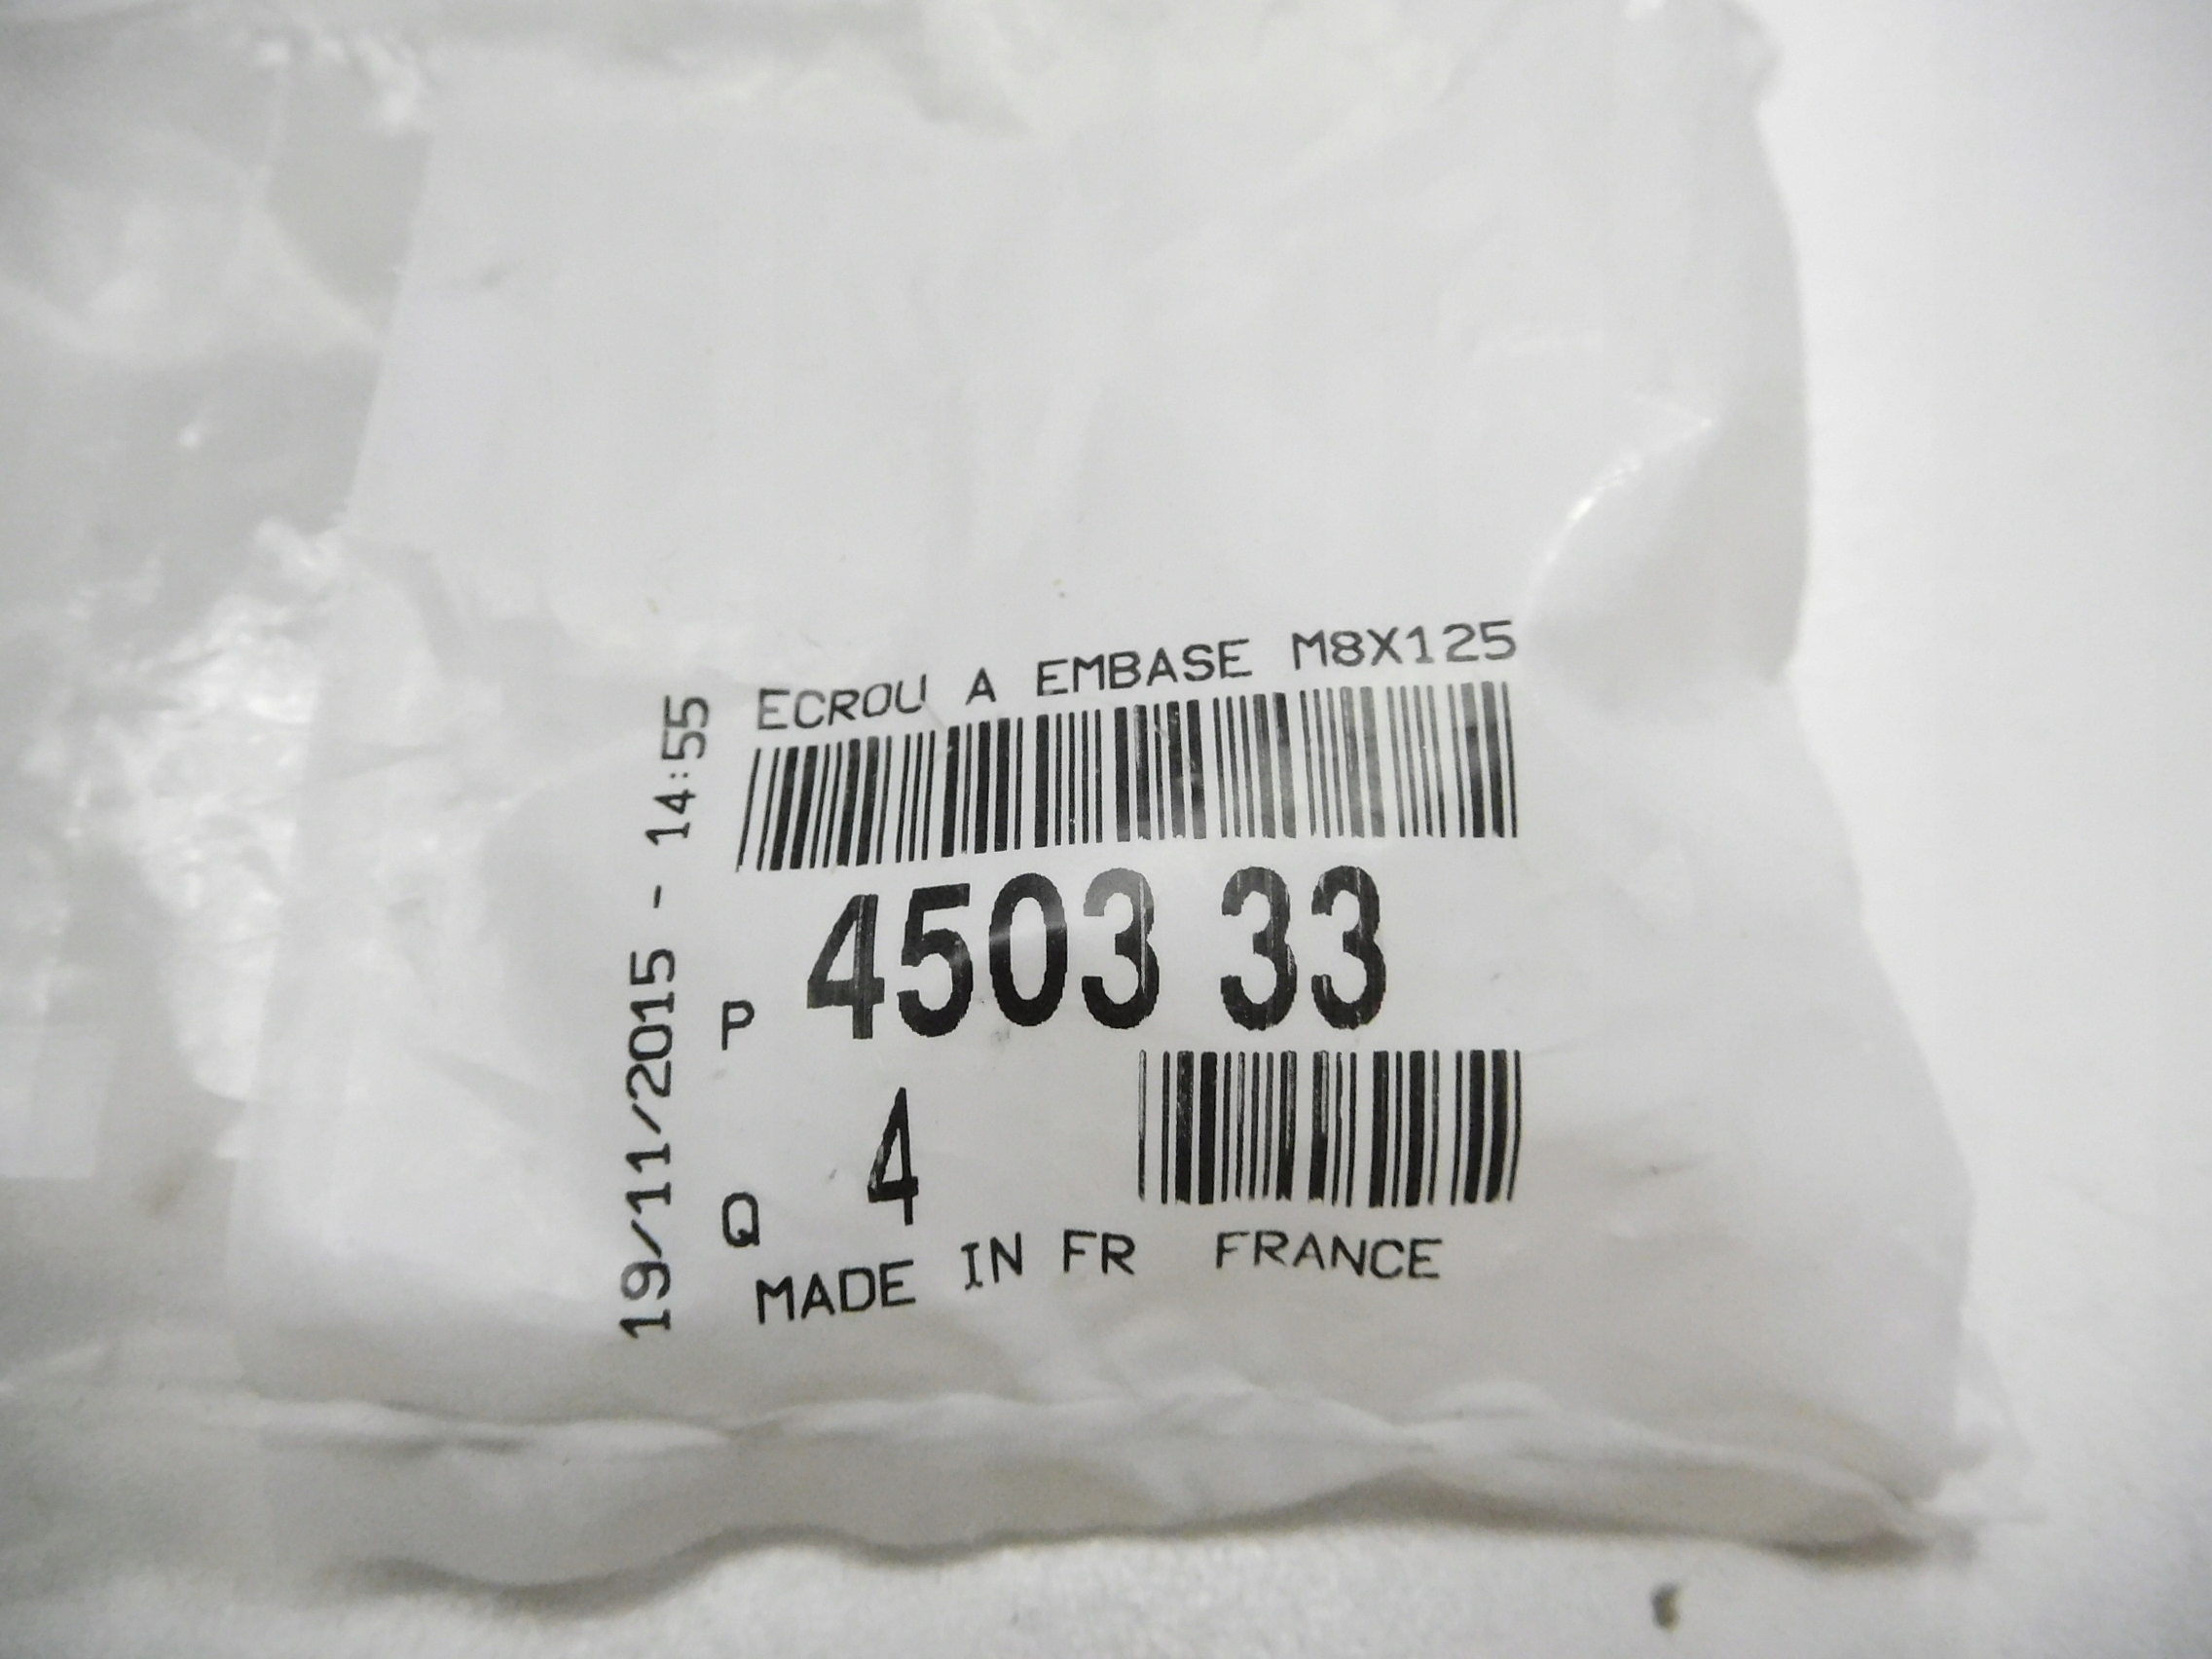 ECROU A EMBASE M8X125
19/11/2015 - 14:55
P 4503 33
Q 4
MADE IN FR FRANCE